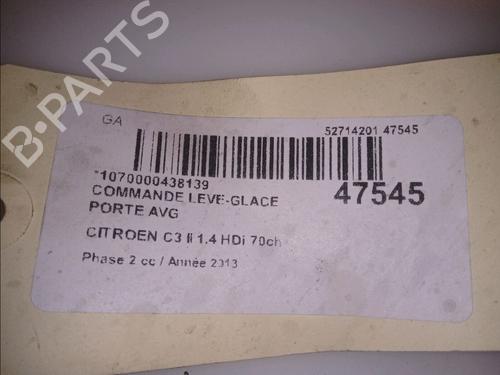 B-PARTS
GA
52714201 47545
*1070000438139
47545
COMMANDE LEVE-GLACE
PORTE AVG
CITROEN C3 II 1.4 HDi 70ch
Phase 2 cc / Année 2013